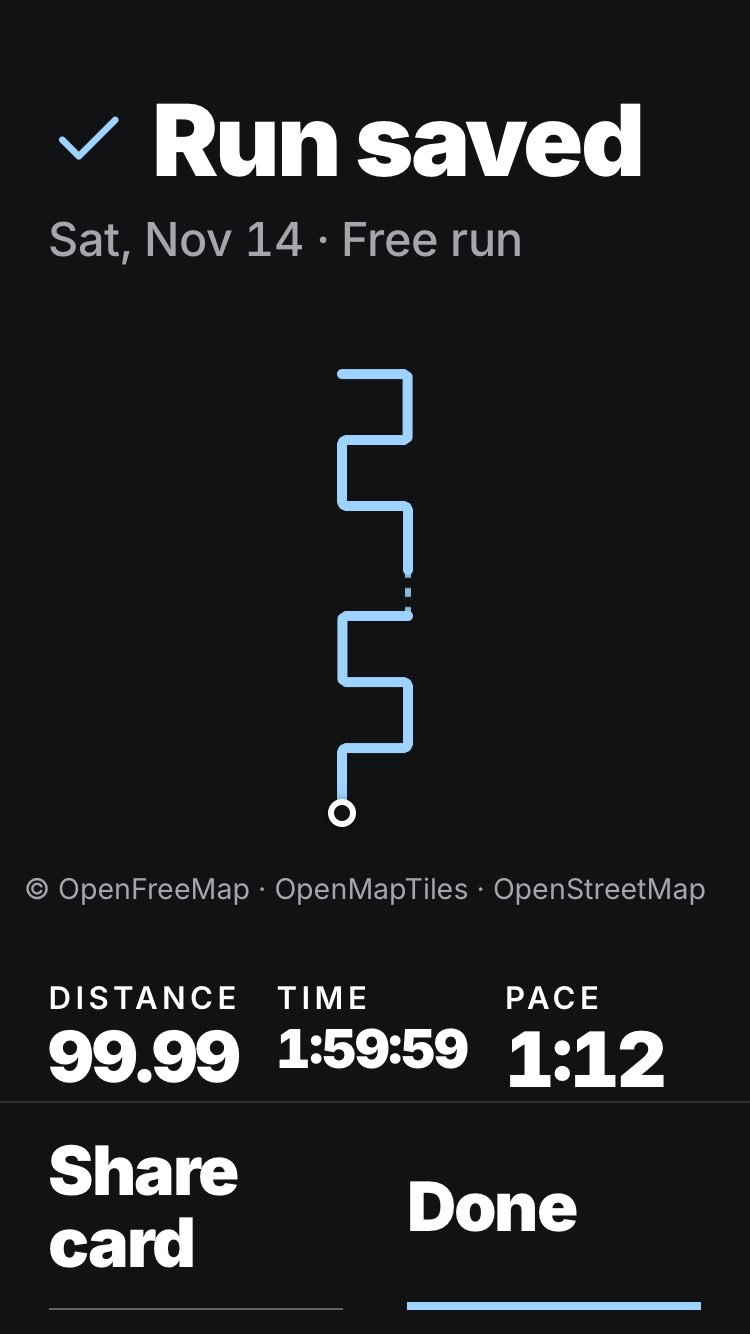 Run saved
Sat, Nov 14 · Free run
© OpenFreeMap · OpenMapTiles · OpenStreetMap
DISTANCE TIME PACE
99.99 1:59:59 1:12
Share
card
Done